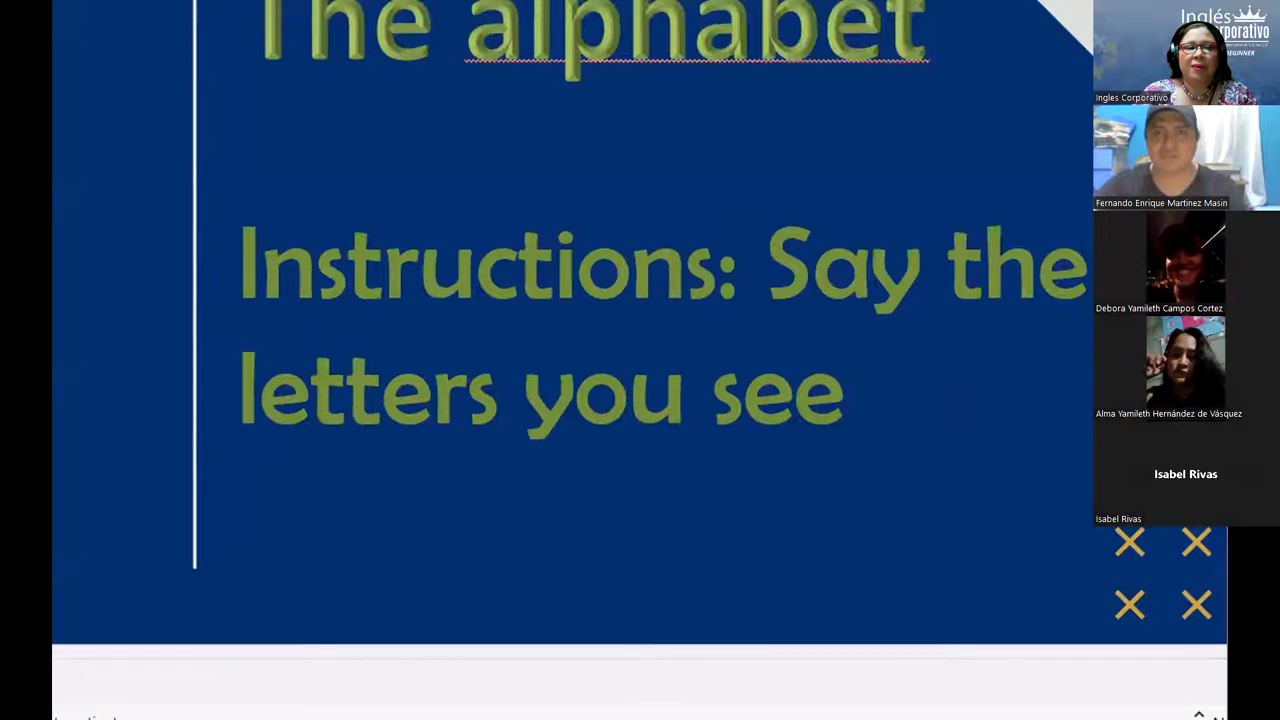 The alphabet
Instructions: Say the
letters you see
Inglés
Corporativo
BEGINNER
Ingles Corporativo
Fernando Enrique Martínez Masin
Debora Yamileth Campos Cortez
Alma Yamileth Hernández de Vásquez
Isabel Rivas
Isabel Rivas